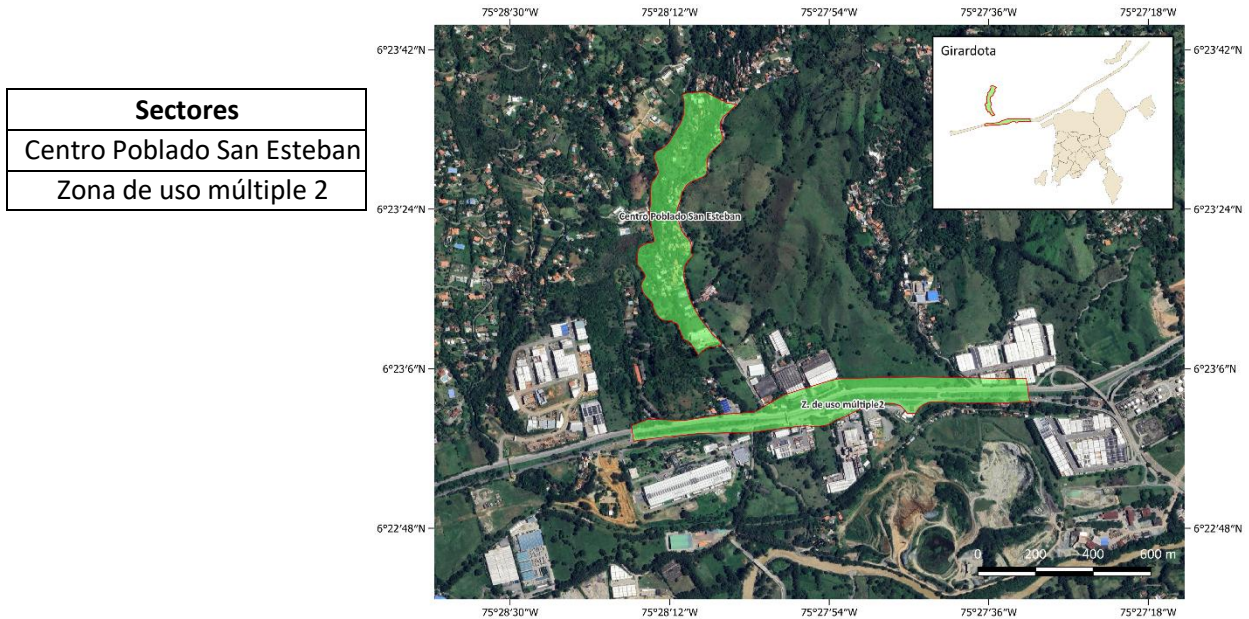 Sectores
Centro Poblado San Esteban
Zona de uso múltiple 2
75°28′30″W 75°28′12″W 75°27′54″W 75°27′36″W 75°27′18″W
6°23′42″N 6°23′42″N
Girardota
6°23′24″N 6°23′24″N
Centro Poblado San Esteban
6°23′6″N 6°23′6″N
Z. de uso múltiple2
6°22′48″N 6°22′48″N
0 200 400 600 m
75°28′30″W 75°28′12″W 75°27′54″W 75°27′36″W 75°27′18″W